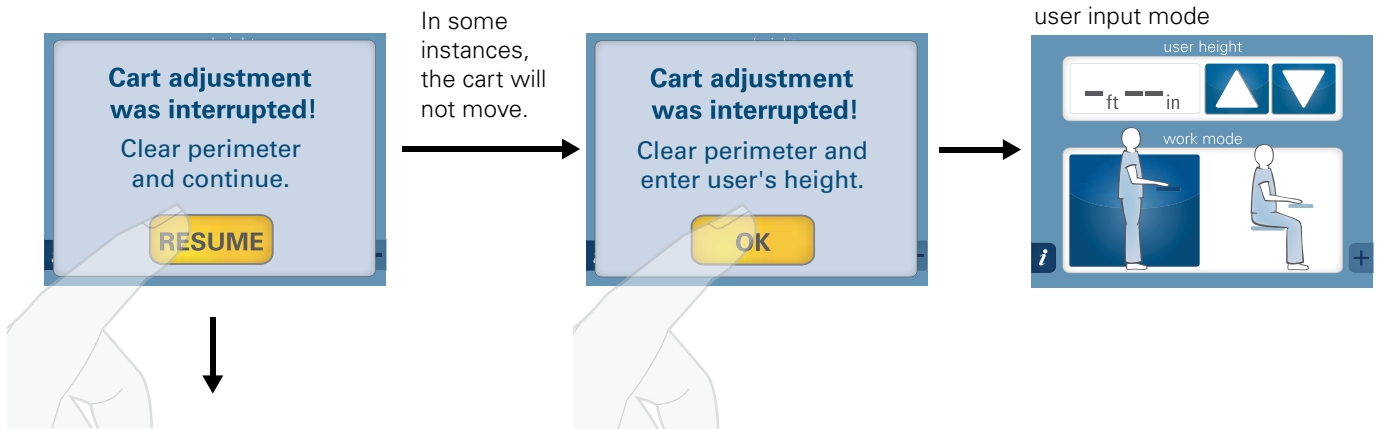 Cart adjustment
was interrupted!
Clear perimeter
and continue.
RESUME
In some
instances,
the cart will
not move.
Cart adjustment
was interrupted!
Clear perimeter and
enter user's height.
OK
user input mode
user height
ft in
work mode
i
+